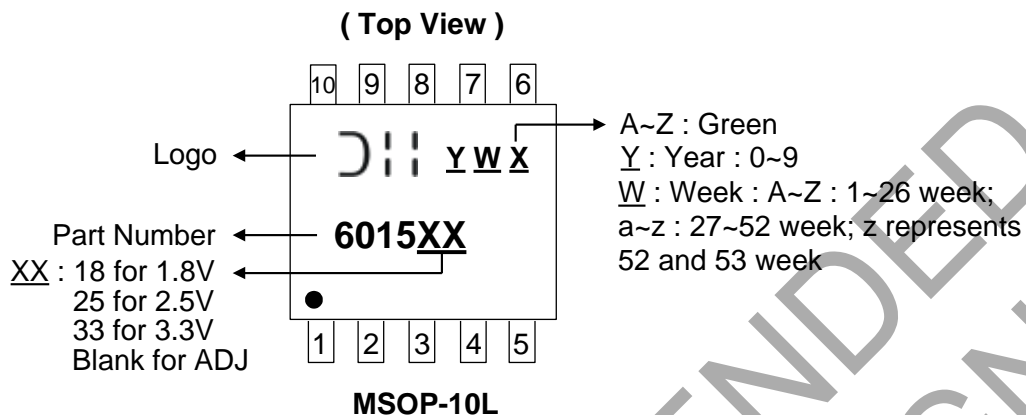 ( Top View )
10 9 8 7 6
Logo
Y W X
A~Z : Green
Y : Year : 0~9
W : Week : A~Z : 1~26 week;
a~z : 27~52 week; z represents
52 and 53 week
Part Number
6015XX
XX : 18 for 1.8V
25 for 2.5V
33 for 3.3V
Blank for ADJ
1 2 3 4 5
MSOP-10L